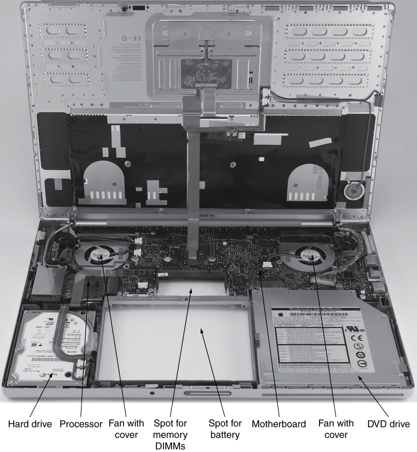 Hard drive Processor Fan with Spot for Spot for Motherboard Fan with DVD drive
cover memory battery cover
DIMMs